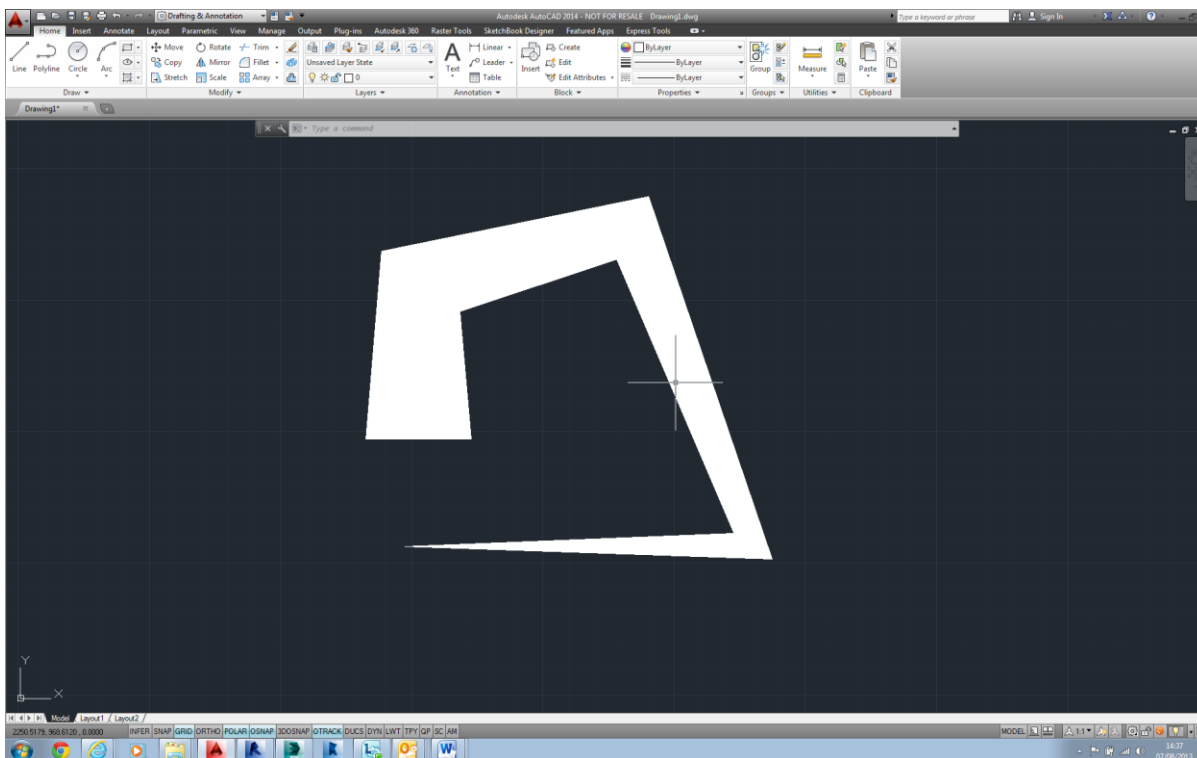 Drafting & Annotation
Autodesk AutoCAD 2014 - NOT FOR RESALE Drawing1.dwg
Type a keyword or phrase
Sign In
Home Insert Annotate Layout Parametric View Manage Output Plug-ins Autodesk 360 Raster Tools SketchBook Designer Featured Apps Express Tools
Line Polyline Circle Arc
Move Rotate Trim
Copy Mirror Fillet
Stretch Scale Array
Unsaved Layer State
0
Text
Linear
Leader
Table
Insert
Create
Edit
Edit Attributes
ByLayer
ByLayer
ByLayer
Group
Measure
Paste
Draw Modify Layers Annotation Block Properties Groups Utilities Clipboard
Drawing1*
Type a command
Y
X
Model Layout1 Layout2
2250.5179, 968.6120, 0.0000 INFER SNAP GRID ORTHO POLAR OSNAP 3DOSNAP OTRACK DUCS DYN LWT TPY QP SC AM MODEL 1:1
14:37
07/08/2013